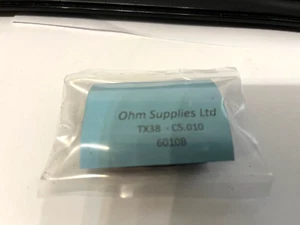 Ohm Supplies Ltd
TX38 - C5.010
6010B